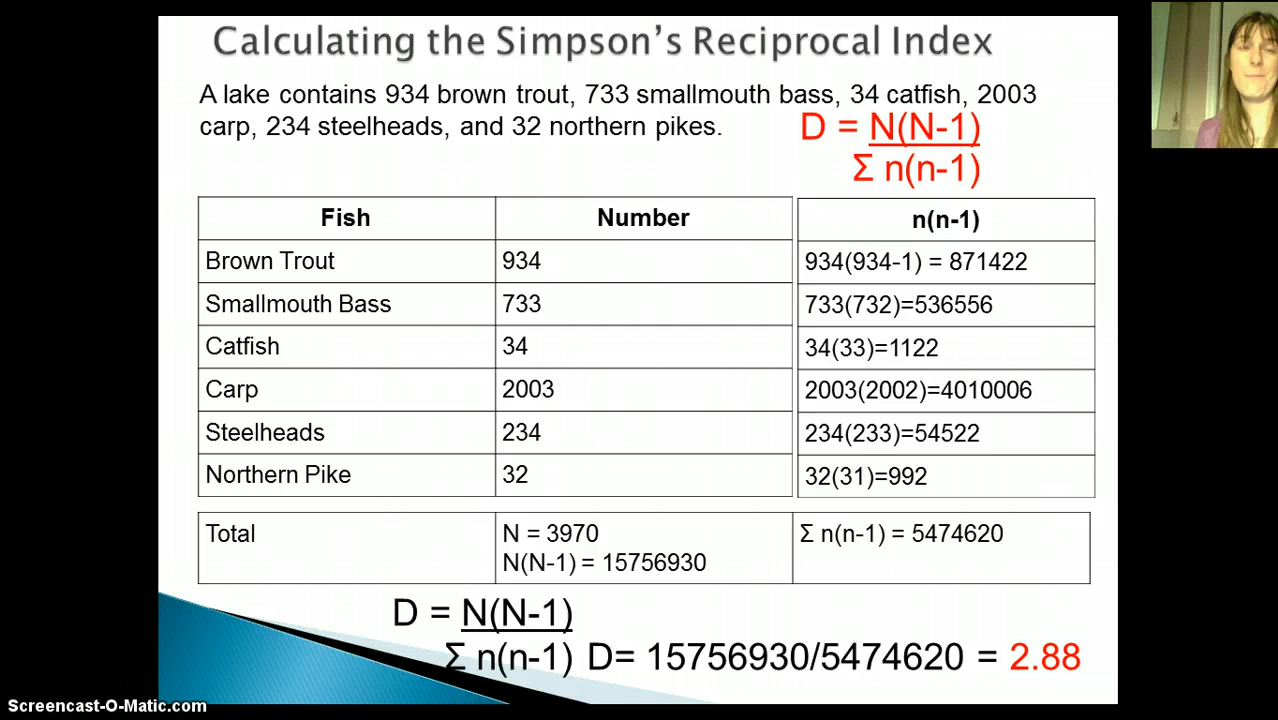 Calculating the Simpson's Reciprocal Index
A lake contains 934 brown trout, 733 smallmouth bass, 34 catfish, 2003
carp, 234 steelheads, and 32 northern pikes.
D = N(N-1)
Σ n(n-1)
Fish Number n(n-1)
Brown Trout 934 934(934-1) = 871422
Smallmouth Bass 733 733(732)=536556
Catfish 34 34(33)=1122
Carp 2003 2003(2002)=4010006
Steelheads 234 234(233)=54522
Northern Pike 32 32(31)=992
Total N = 3970 Σ n(n-1) = 5474620
N(N-1) = 15756930
D = N(N-1)
Σ n(n-1) D= 15756930/5474620 = 2.88
Screencast-O-Matic.com